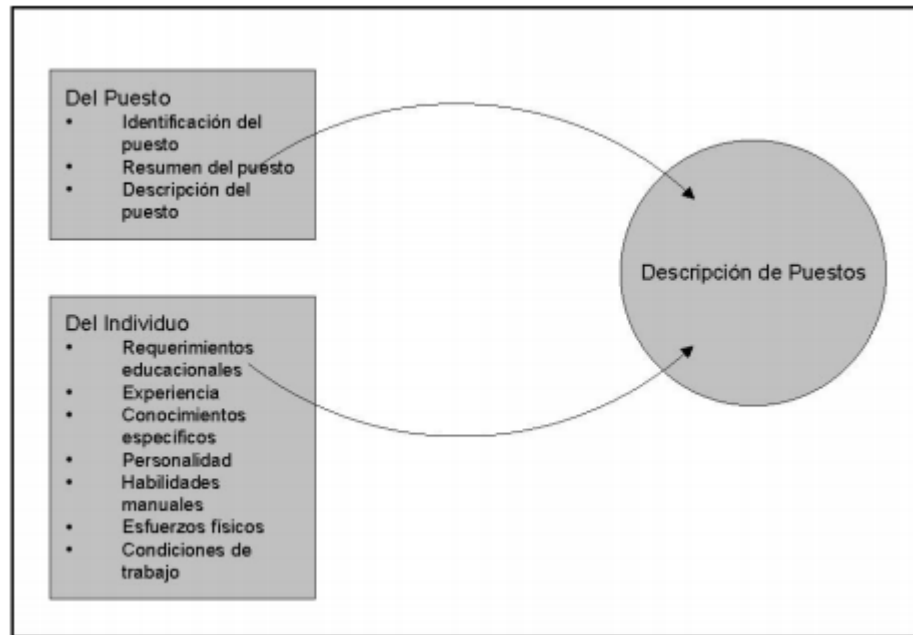 Del Puesto
• Identificación del
puesto
• Resumen del puesto
• Descripción del
puesto
Descripción de Puestos
Del Individuo
• Requerimientos
educacionales
• Experiencia
• Conocimientos
específicos
• Personalidad
• Habilidades
manuales
• Esfuerzos físicos
• Condiciones de
trabajo